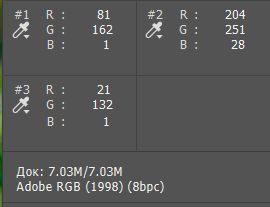 #1 R : 81
G : 162
B : 1
#2 R : 204
G : 251
B : 28
#3 R : 21
G : 132
B : 1
Док: 7.03M/7.03M
Adobe RGB (1998) (8bpc)